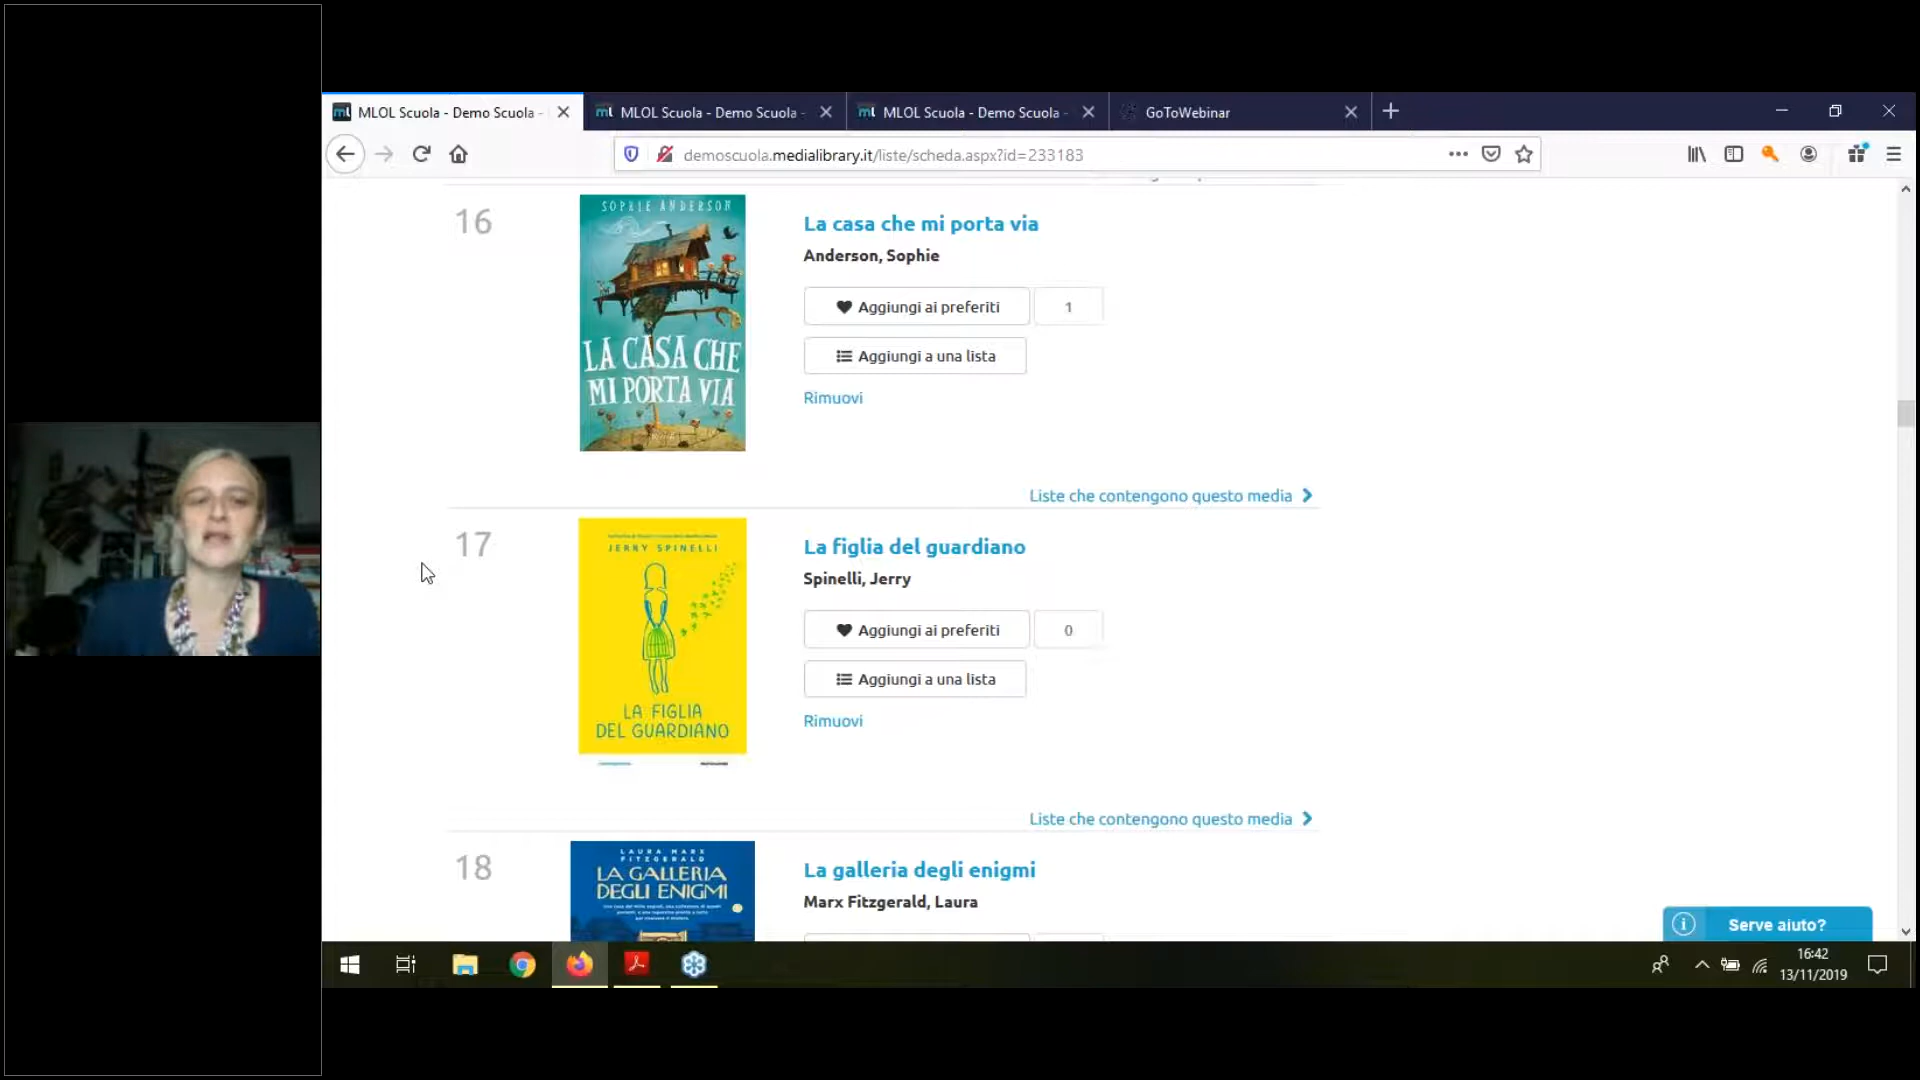 MLOL Scuola - Demo Scuola -
MLOL Scuola - Demo Scuola -
MLOL Scuola - Demo Scuola -
GoToWebinar
demoscuola.medialibrary.it/liste/scheda.aspx?id=233183
16
SOPHIE ANDERSON
LA CASA CHE
MI PORTA VIA
La casa che mi porta via
Anderson, Sophie
Aggiungi ai preferiti
1
Aggiungi a una lista
Rimuovi
Liste che contengono questo media
17
JERRY SPINELLI
LA FIGLIA
DEL GUARDIANO
La figlia del guardiano
Spinelli, Jerry
Aggiungi ai preferiti
0
Aggiungi a una lista
Rimuovi
Liste che contengono questo media
18
LAURA MARX
FITZGERALD
LA GALLERIA
DEGLI ENIGMI
La galleria degli enigmi
Marx Fitzgerald, Laura
Serve aiuto?
16:42
13/11/2019